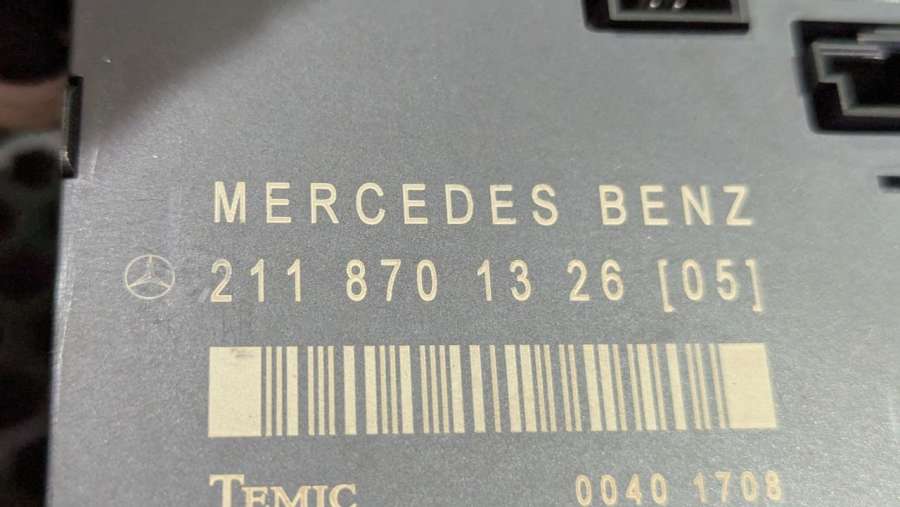 MERCEDES BENZ
211 870 13 26 [05]
TEMIC 0040 1708